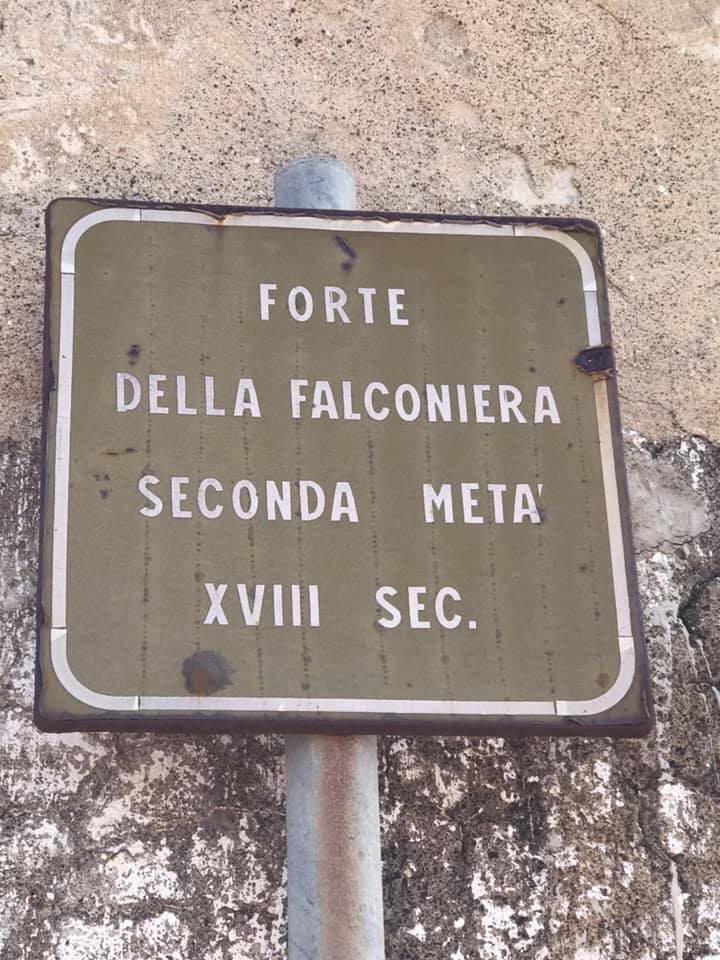 FORTE
DELLA FALCONIERA
SECONDA META'
XVIII SEC.